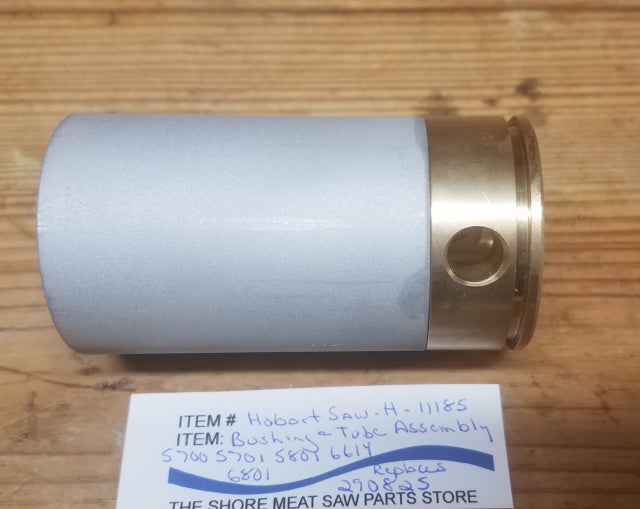 ITEM # Hobart Saw-H-11185
ITEM: Bushing & Tube Assembly
5700 5701 5801 6614
6801 Replaces
290825
THE SHORE MEAT SAW PARTS STORE